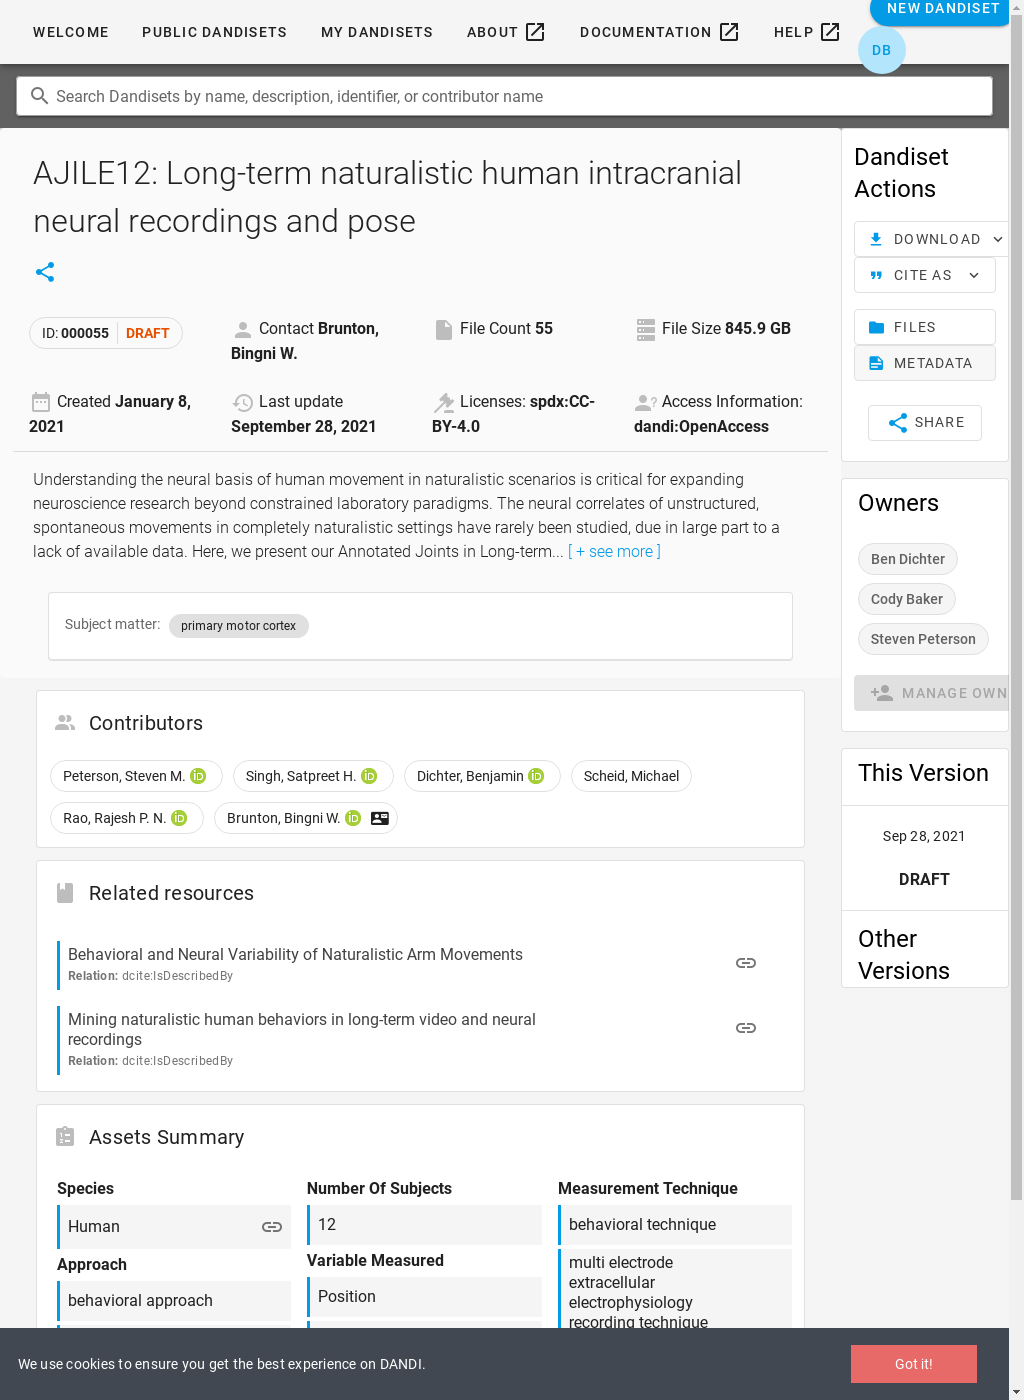 WELCOME
PUBLIC DANDISETS
MY DANDISETS
ABOUT
DOCUMENTATION
HELP
NEW DANDISET
DB
Search Dandisets by name, description, identifier, or contributor name
AJILE12: Long-term naturalistic human intracranial
neural recordings and pose
ID: 000055 DRAFT
Contact Brunton,
Bingni W.
File Count 55
File Size 845.9 GB
Created January 8,
2021
Last update
September 28, 2021
Licenses: spdx:CC-
BY-4.0
Access Information:
dandi:OpenAccess
Understanding the neural basis of human movement in naturalistic scenarios is critical for expanding
neuroscience research beyond constrained laboratory paradigms. The neural correlates of unstructured,
spontaneous movements in completely naturalistic settings have rarely been studied, due in large part to a
lack of available data. Here, we present our Annotated Joints in Long-term... [ + see more ]
Subject matter: primary motor cortex
Contributors
Peterson, Steven M. iD
Singh, Satpreet H. iD
Dichter, Benjamin iD
Scheid, Michael
Rao, Rajesh P. N. iD
Brunton, Bingni W. iD
Related resources
Behavioral and Neural Variability of Naturalistic Arm Movements
Relation: dcite:IsDescribedBy
Mining naturalistic human behaviors in long-term video and neural
recordings
Relation: dcite:IsDescribedBy
Assets Summary
Species
Human
Approach
behavioral approach
Number Of Subjects
12
Variable Measured
Position
Measurement Technique
behavioral technique
multi electrode
extracellular
electrophysiology
recording technique
Dandiset
Actions
DOWNLOAD
CITE AS
FILES
METADATA
SHARE
Owners
Ben Dichter
Cody Baker
Steven Peterson
MANAGE OWN
This Version
Sep 28, 2021
DRAFT
Other
Versions
We use cookies to ensure you get the best experience on DANDI.
Got it!